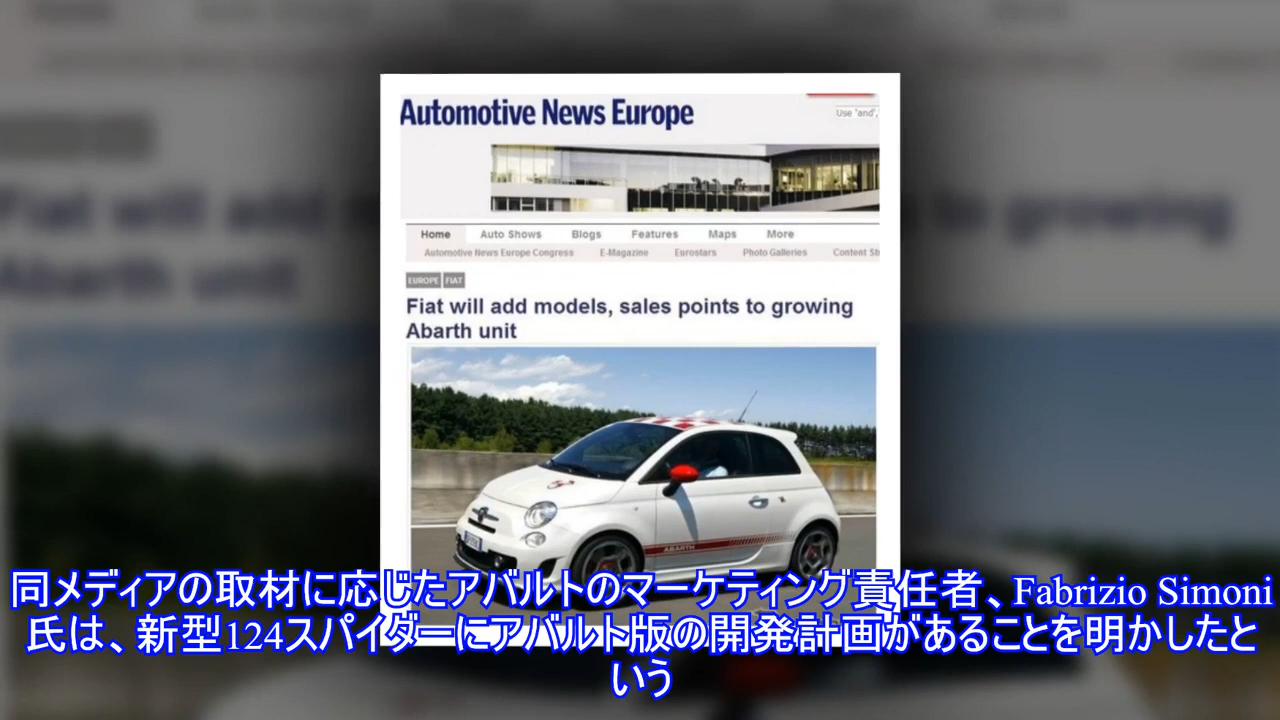 Automotive News Europe
Use 'and',
Home Auto Shows Blogs Features Maps More
Automotive News Europe Congress E-Magazine Eurostars Photo Galleries Content
EUROPE FIAT
Fiat will add models, sales points to growing
Abarth unit
ABARTH
同メディアの取材に応じたアバルトのマーケティング責任者、Fabrizio Simoni
氏は、新型124スパイダーにアバルト版の開発計画があることを明かしたと
いう